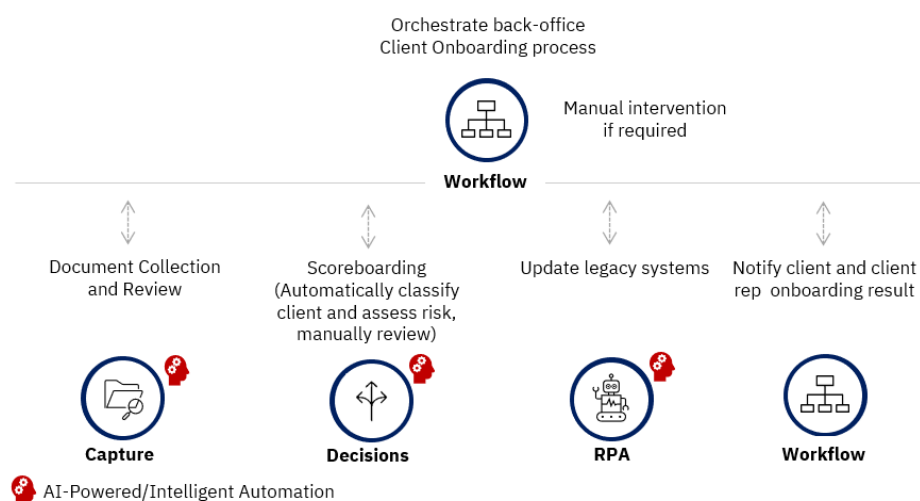 Orchestrate back-office
Client Onboarding process
Manual intervention
if required
Workflow
Document Collection
and Review
Scoreboarding
(Automatically classify
client and assess risk,
manually review)
Update legacy systems
Notify client and client
rep onboarding result
Capture
Decisions
RPA
Workflow
AI-Powered/Intelligent Automation